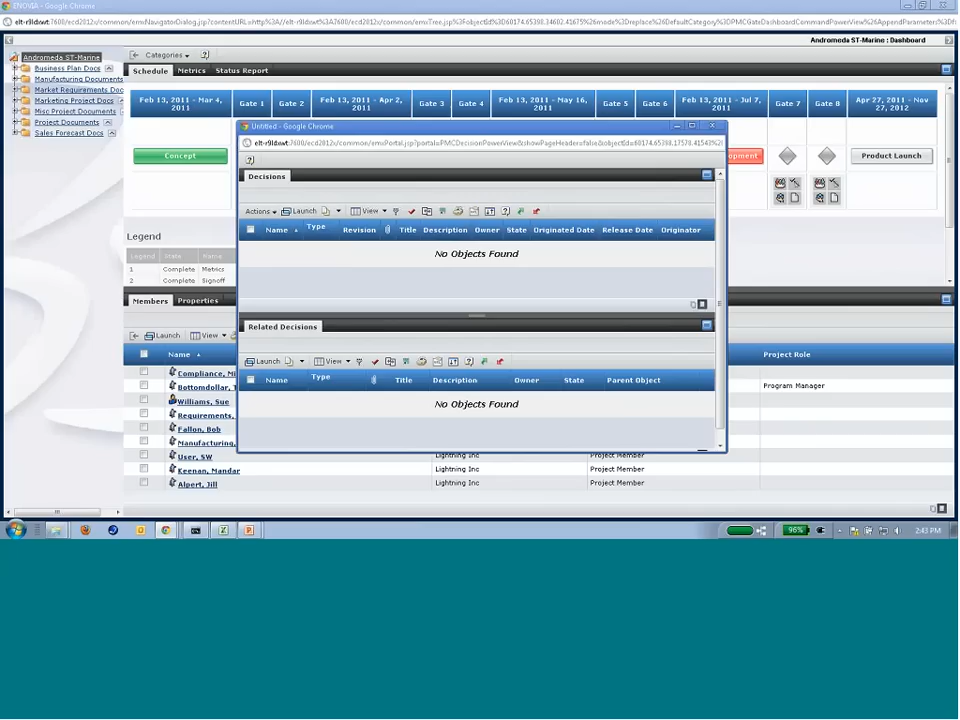 ENOVIA - Google Chrome
Andromeda ST-Marine : Dashboard
Andromeda ST-Marine
Business Plan Docs
Manufacturing Documents
Market Requirements Doc
Marketing Project Docs
Misc Project Documents
Project Documents
Sales Forecast Docs
Categories
Schedule Metrics Status Report
Feb 13, 2011 - Mar 4, 2011 Gate 1 Gate 2 Feb 13, 2011 - Apr 2, 2011 Gate 3 Gate 4 Feb 13, 2011 - May 16, 2011 Gate 5 Gate 6 Feb 13, 2011 - Jul 7, 2011 Gate 7 Gate 8 Apr 27, 2011 - Nov 27, 2012
Concept
opment
Product Launch
Legend
Legend State Name
1 Complete Metrics
2 Complete Signoff
Members Properties
Launch View
Name Project Role
Compliance, Mi
Bottomdollar, T Program Manager
Williams, Sue
Requirements,
Fallon, Bob
Manufacturing,
User, SW Lightning Inc Project Member
Keenan, Mandar Lightning Inc Project Member
Alpert, Jill Lightning Inc Project Member
Untitled - Google Chrome
Decisions
Actions Launch View
Name Type Revision Title Description Owner State Originated Date Release Date Originator
No Objects Found
Related Decisions
Launch View
Name Type Title Description Owner State Parent Object
No Objects Found
96%
2:43 PM